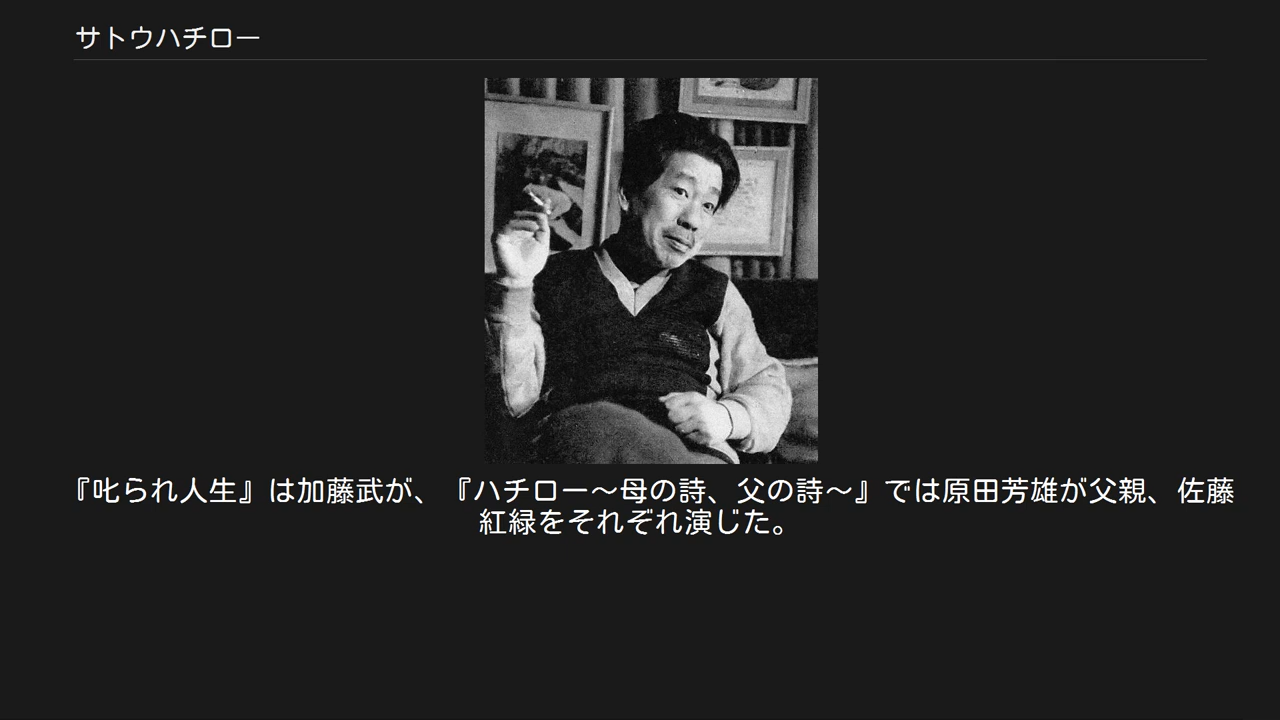 サトウハチロー
『叱られ人生』は加藤武が、『ハチロー〜母の詩、父の詩〜』では原田芳雄が父親、佐藤
紅緑をそれぞれ演じた。